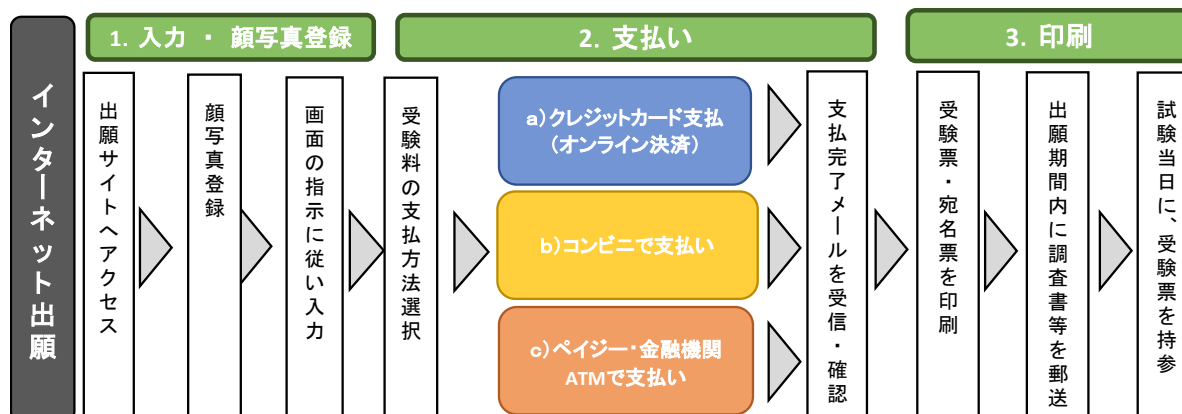 インターネット出願
1. 入力 ・ 顔写真登録
2. 支払い
3. 印刷
出願サイトへアクセス
顔写真登録
画面の指示に従い入力
受験料の支払方法選択
a)クレジットカード支払
(オンライン決済)
b)コンビニで支払い
c)ペイジー・金融機関
ATMで支払い
支払完了メールを受信・確認
受験票・宛名票を印刷
出願期間内に調査書等を郵送
試験当日に、受験票を持参